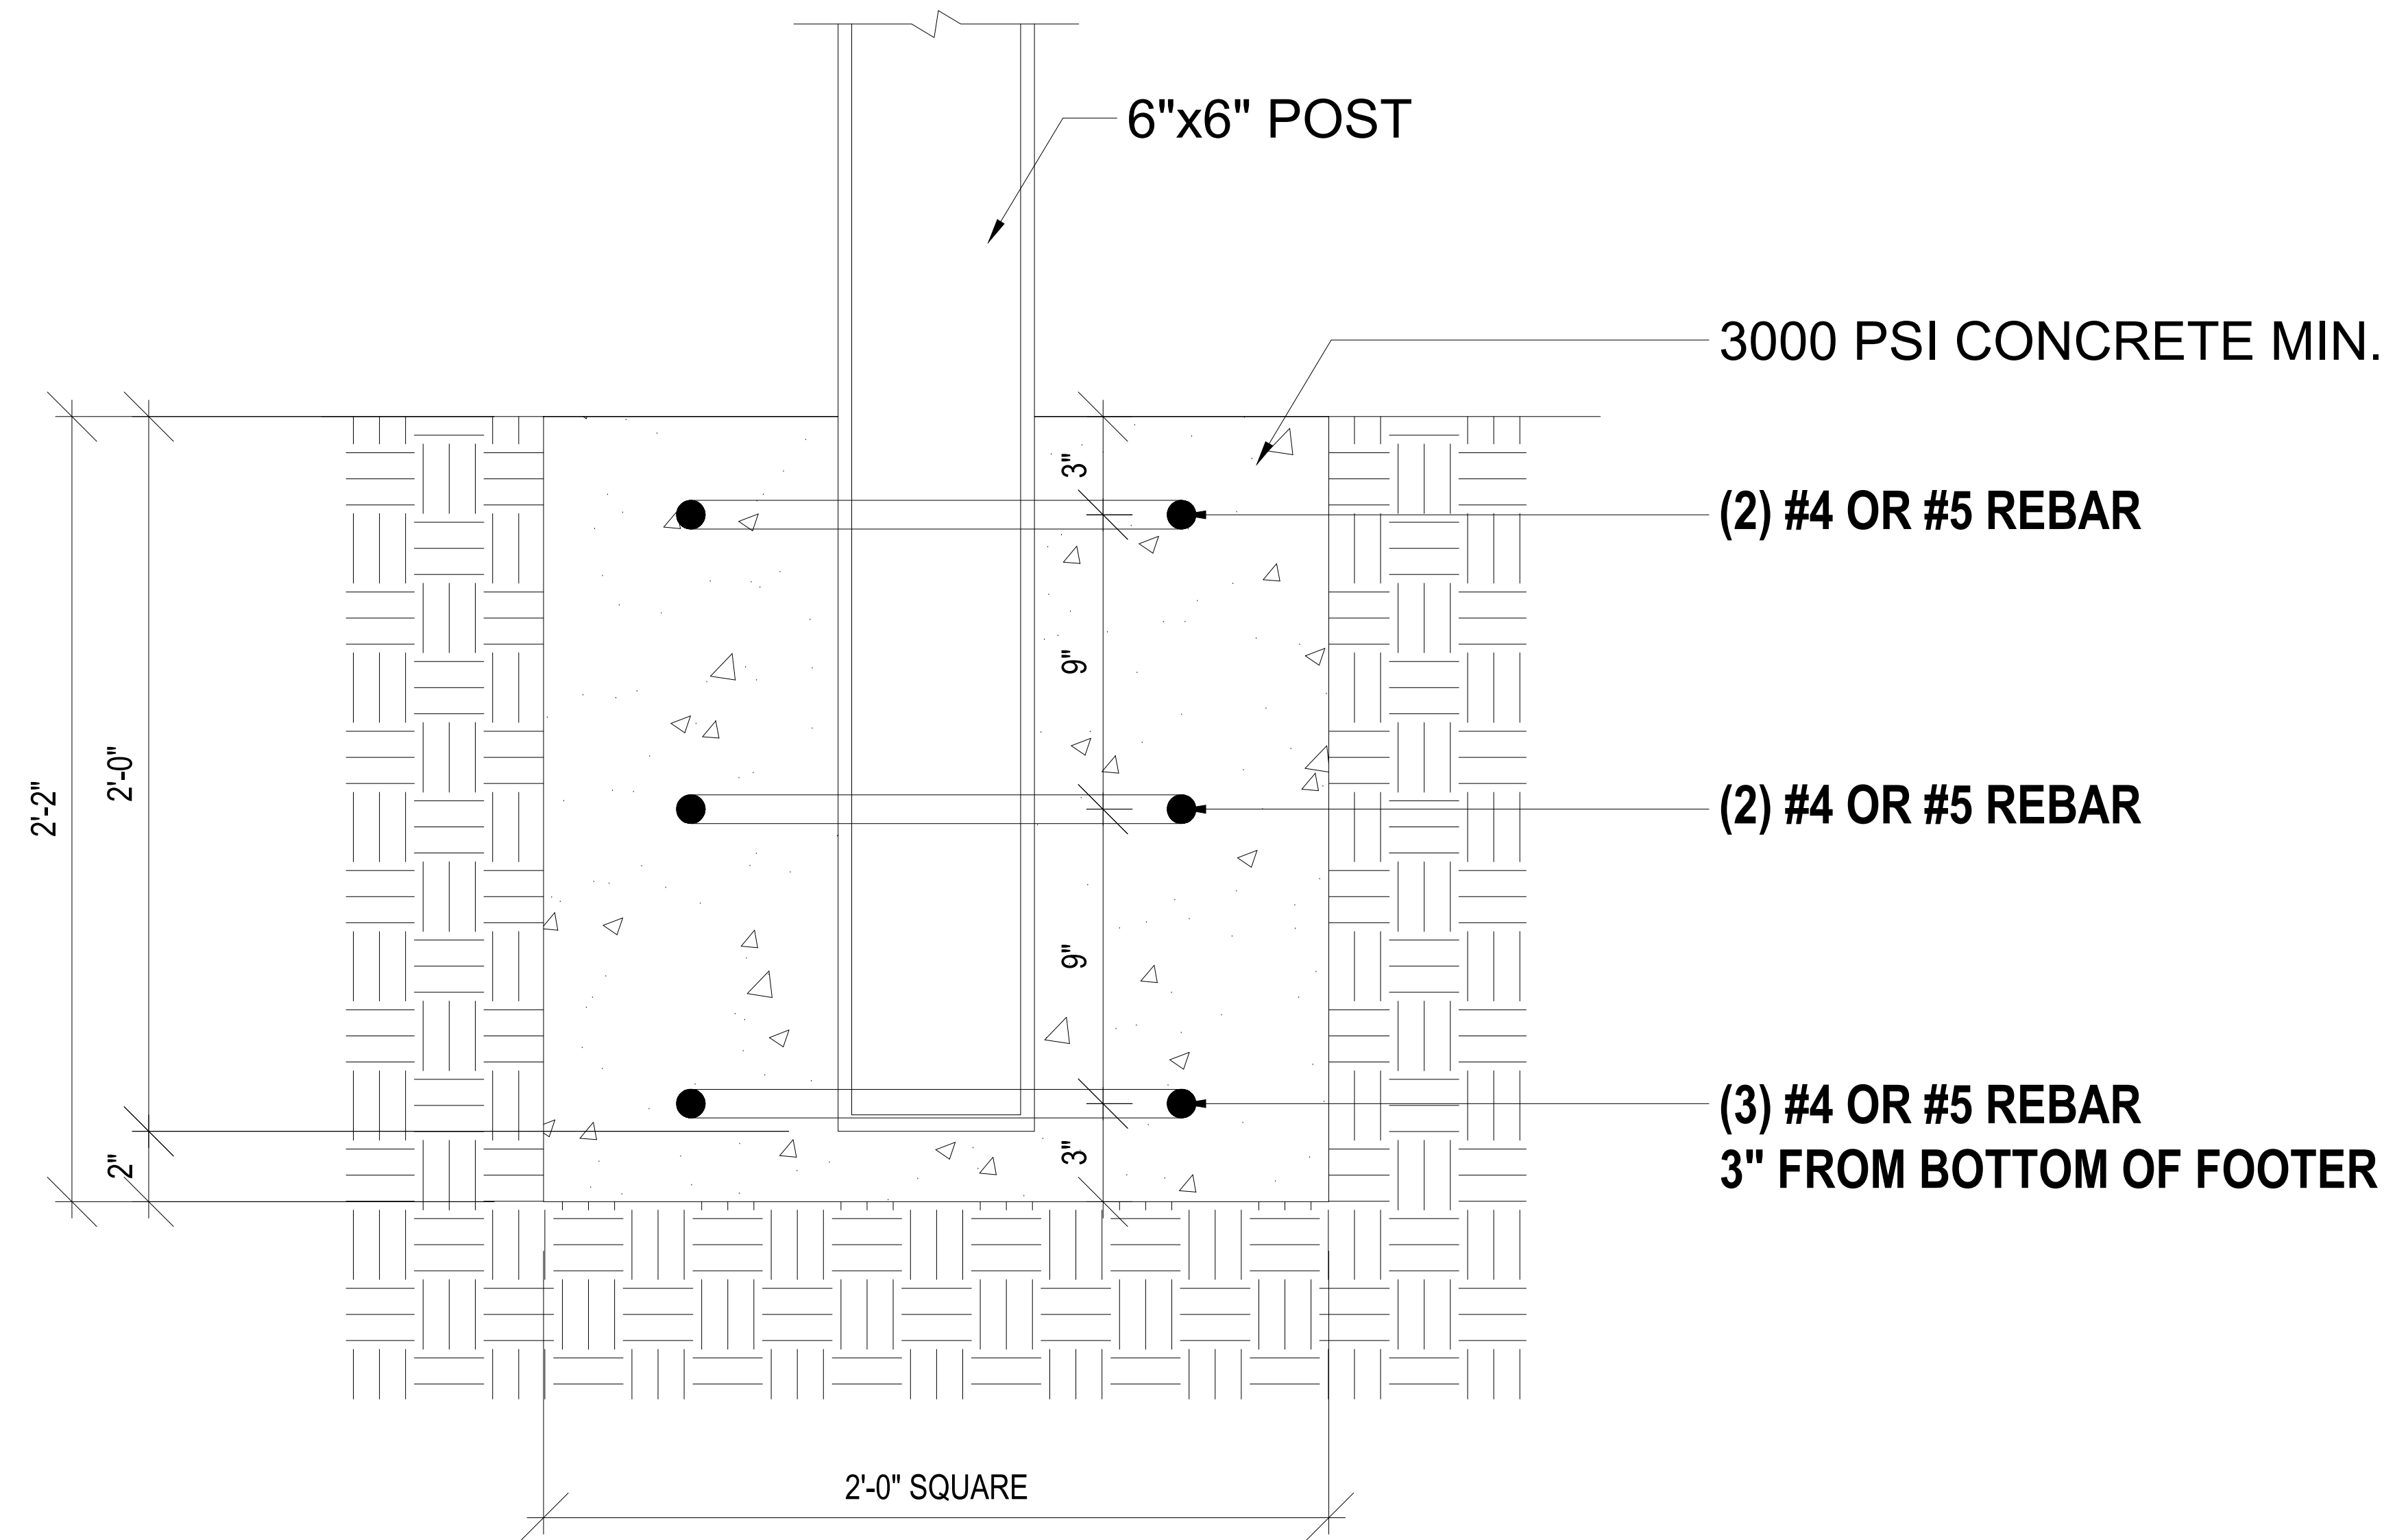 6"x6" POST
3000 PSI CONCRETE MIN.
3"
(2) #4 OR #5 REBAR
9"
2'-2"
2'-0"
(2) #4 OR #5 REBAR
9"
(3) #4 OR #5 REBAR
3" FROM BOTTOM OF FOOTER
3"
2"
2'-0" SQUARE